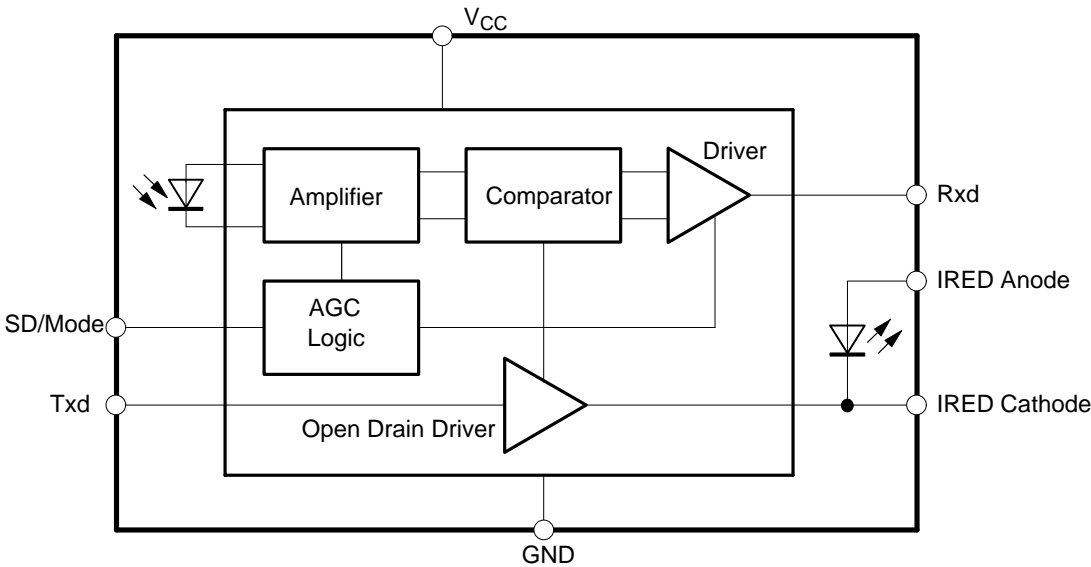 VCC
Driver
Amplifier
Comparator
Rxd
IRED Anode
AGC
Logic
SD/Mode
Txd
Open Drain Driver
IRED Cathode
GND